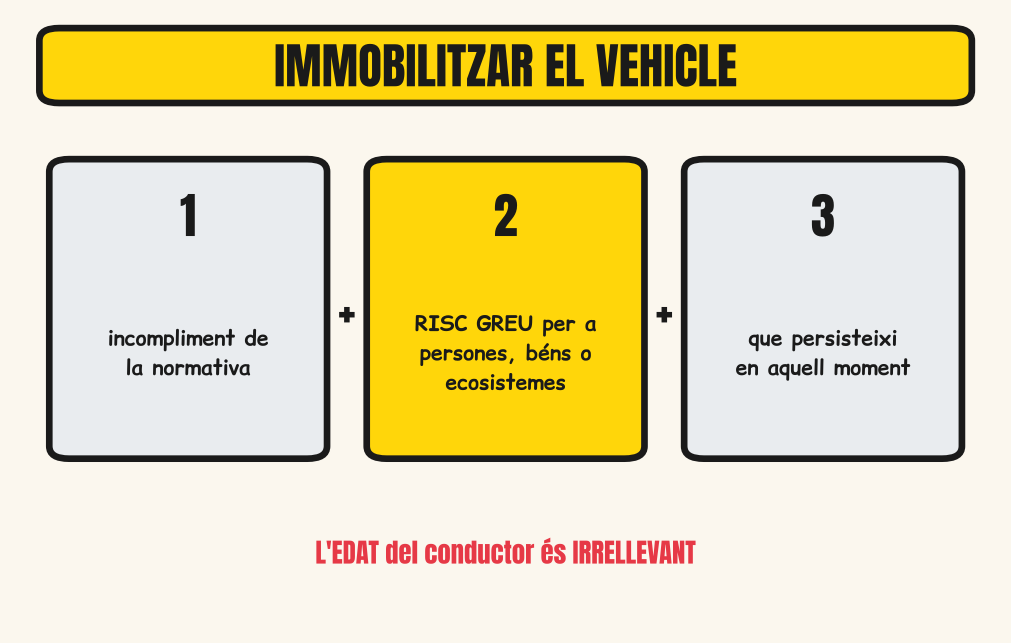 IMMOBILITZAR EL VEHICLE
1
incompliment de
la normativa
+
2
RISC GREU per a
persones, béns o
ecosistemes
+
3
que persisteixi
en aquell moment
L'EDAT del conductor és IRRELLEVANT